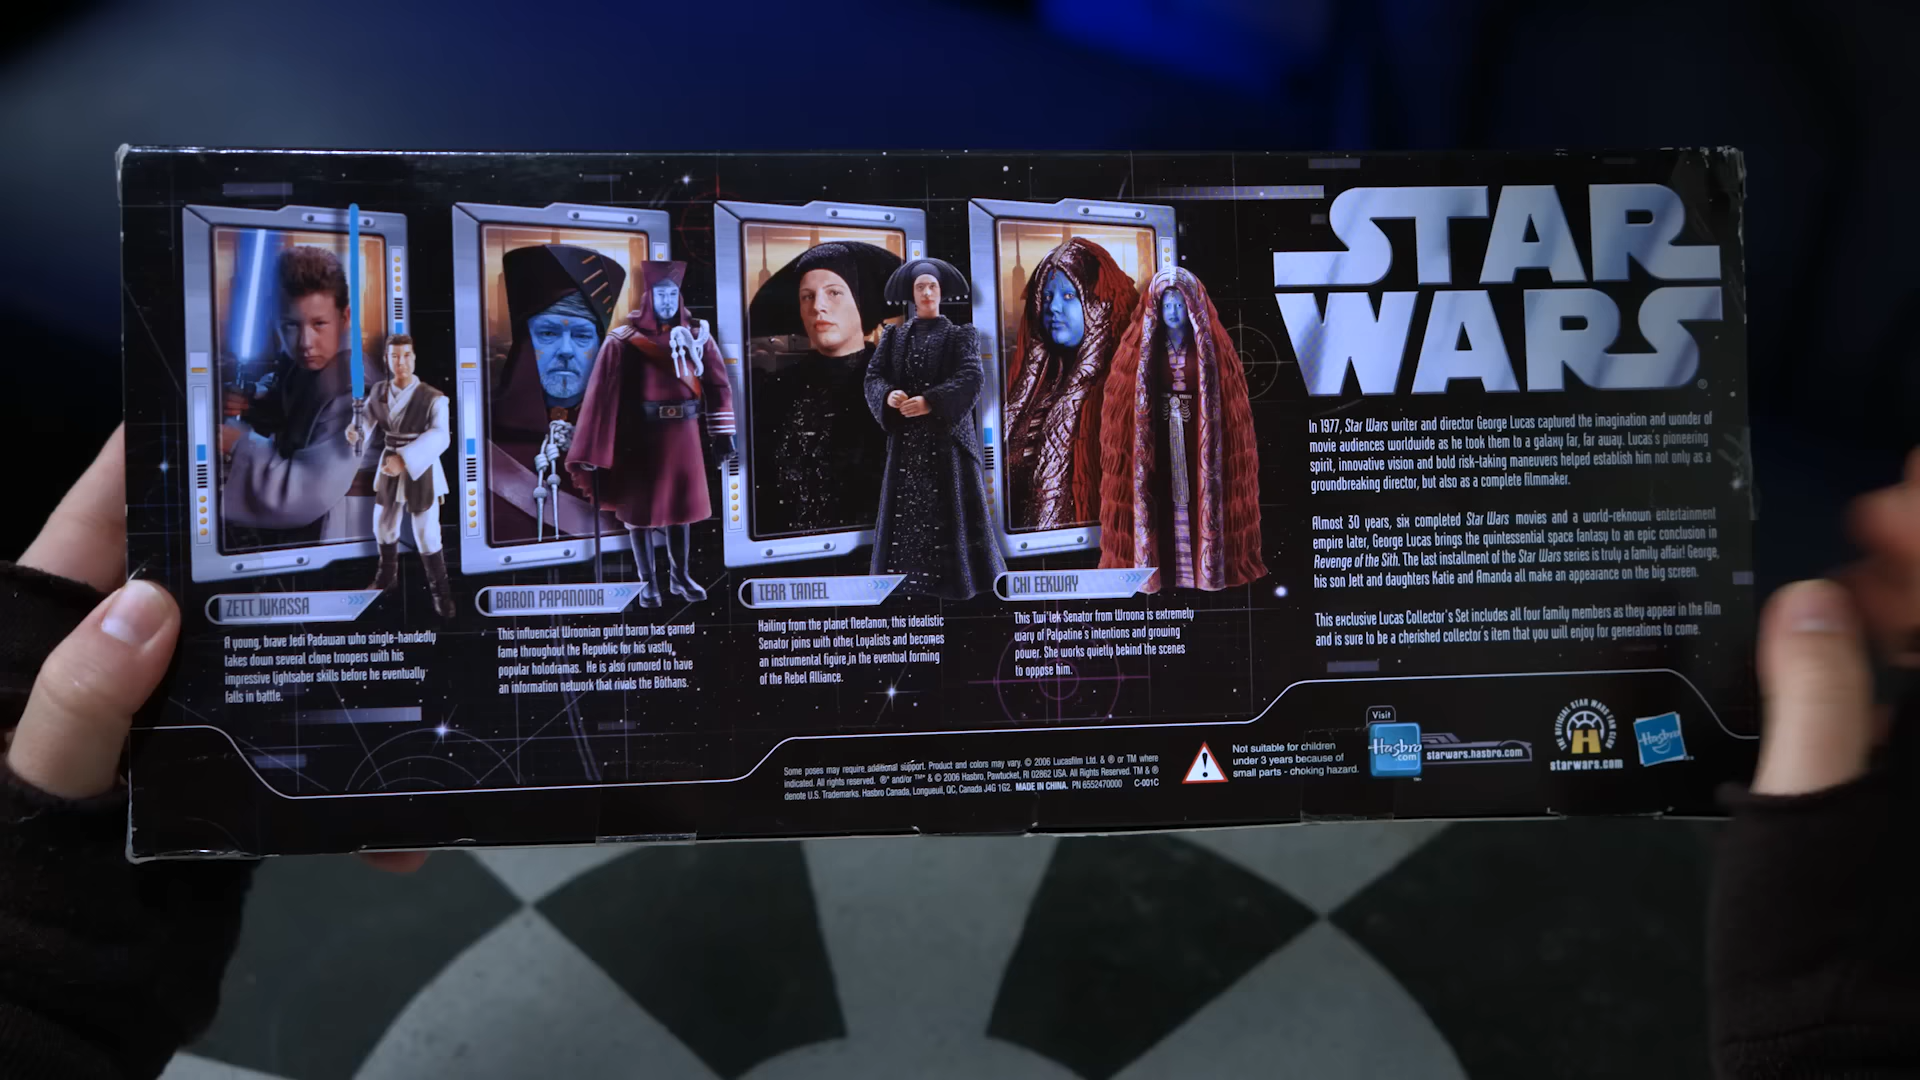 STAR
WARS
ZETT JUKASSA
A young, brave Jedi Padawan who single-handedly
takes down several clone troopers with his
impressive lightsaber skills before he eventually
falls in battle.
BARON PAPANOIDA
This influential Wroonian guild baron has earned
fame throughout the Republic for his vastly
popular holodramas. He is also rumored to have
an information network that rivals the Bothans.
TERR TANEEL
Hailing from the planet Neelanon, this idealistic
Senator joins with other Loyalists and becomes
an instrumental figure in the eventual forming
of the Rebel Alliance.
CHI EEKWAY
This Twi'lek Senator from Wroona is extremely
wary of Palpatine's intentions and growing
power. She works quietly behind the scenes
to oppose him.
In 1977, Star Wars writer and director George Lucas captured the imagination and wonder of
movie audiences worldwide as he took them to a galaxy far, far away. Lucas's pioneering
spirit, innovative vision and bold risk-taking maneuvers helped establish him not only as a
groundbreaking director, but also as a complete filmmaker.
Almost 30 years, six completed Star Wars movies and a world-reknown entertainment
empire later, George Lucas brings the quintessential space fantasy to an epic conclusion in
Revenge of the Sith. The last installment of the Star Wars series is truly a family affair! George,
his son Jett and daughters Katie and Amanda all make an appearance on the big screen.
This exclusive Lucas Collector's Set includes all four family members as they appear in the film
and is sure to be a cherished collector's item that you will enjoy for generations to come.
Some poses may require additional support. Product and colors may vary. © 2006 Lucasfilm Ltd. & ® or TM where
indicated. All rights reserved. ®* and/or TM* & © 2006 Hasbro, Pawtucket, RI 02862 USA. All Rights Reserved. TM & ®
denote U.S. Trademarks. Hasbro Canada, Longueuil, QC, Canada J4G 1G2. MADE IN CHINA. PN 6552470000 C-001C
Not suitable for children
under 3 years because of
small parts - choking hazard.
Visit
Hasbro
.com
starwars.hasbro.com
THE OFFICIAL STAR WARS FAN CLUB
starwars.com
Hasbro